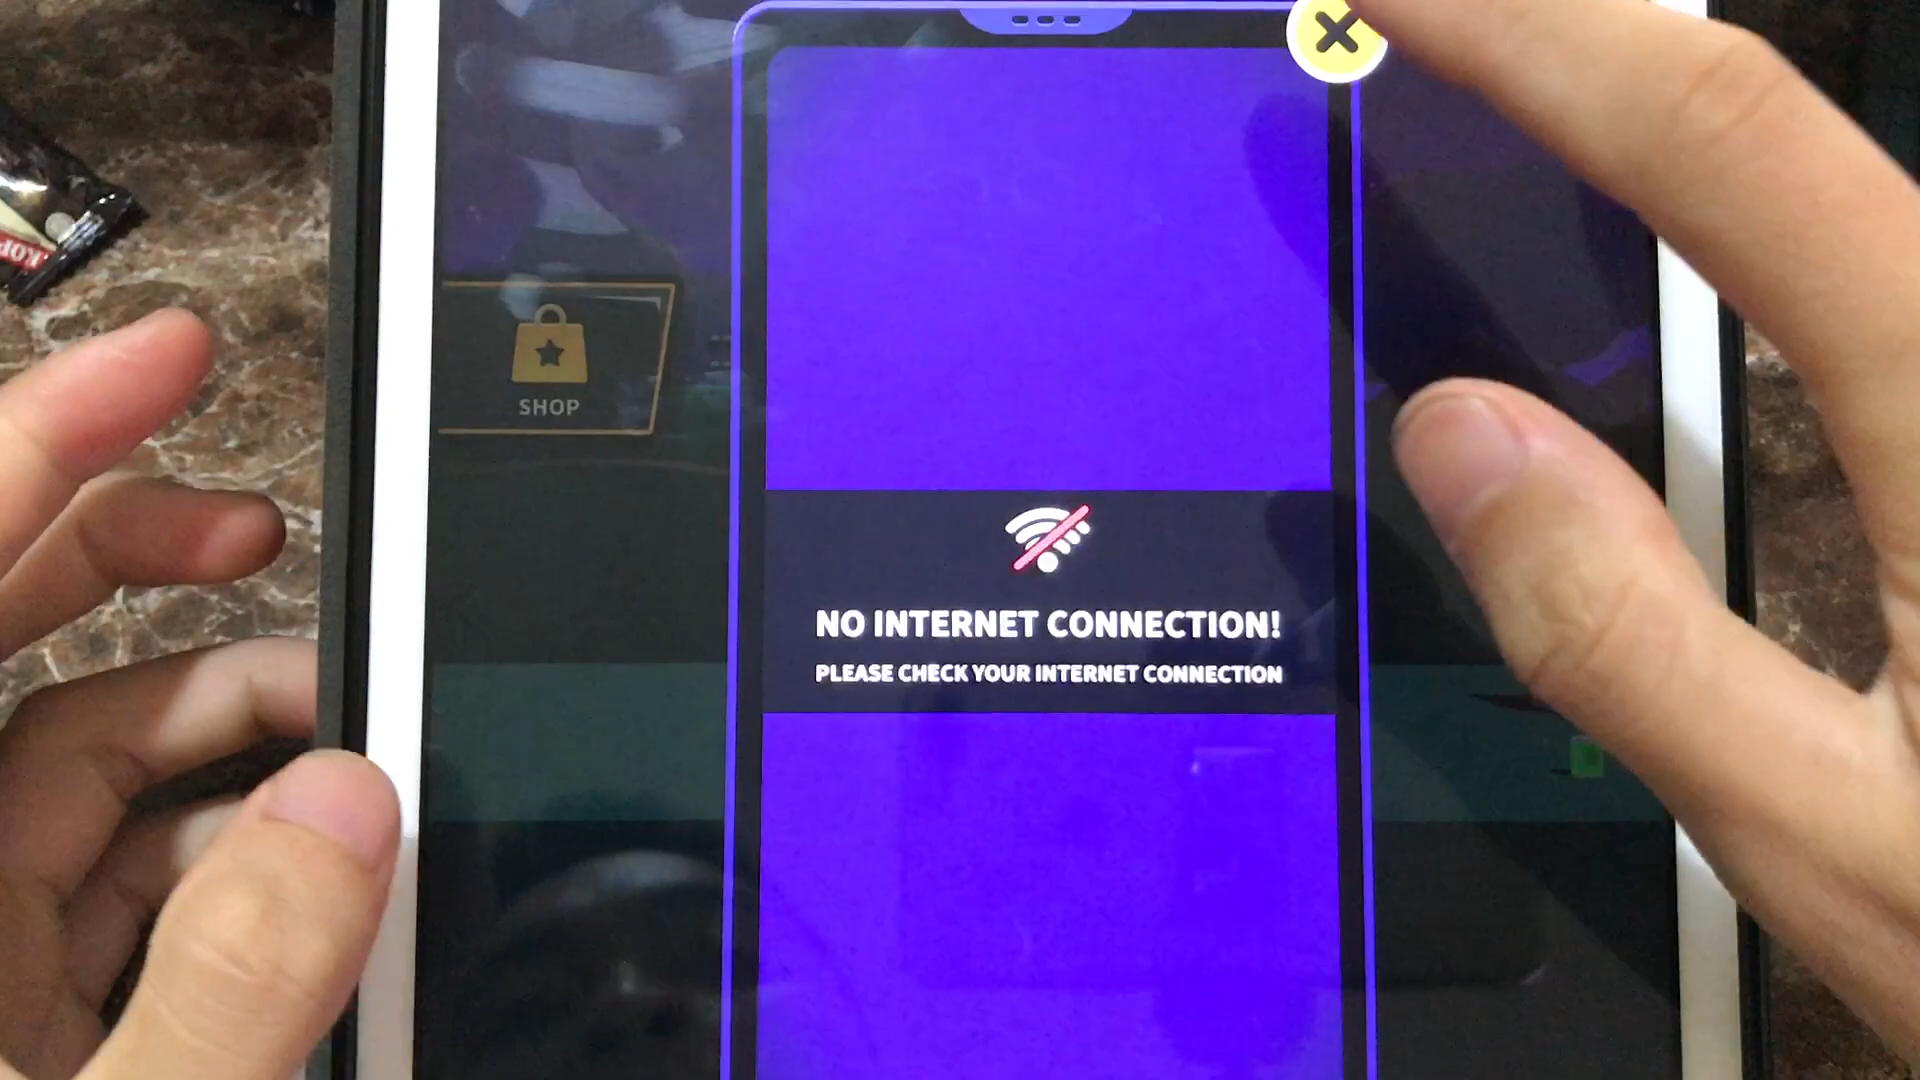 SHOP
NO INTERNET CONNECTION!
PLEASE CHECK YOUR INTERNET CONNECTION